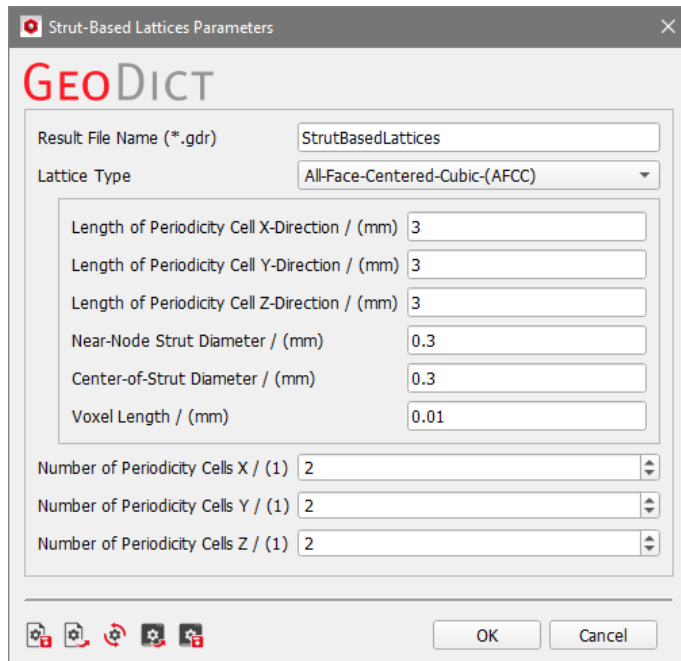 Strut-Based Lattices Parameters
GEODICT
Result File Name (*.gdr) StrutBasedLattices
Lattice Type All-Face-Centered-Cubic-(AFCC)
Length of Periodicity Cell X-Direction / (mm) 3
Length of Periodicity Cell Y-Direction / (mm) 3
Length of Periodicity Cell Z-Direction / (mm) 3
Near-Node Strut Diameter / (mm) 0.3
Center-of-Strut Diameter / (mm) 0.3
Voxel Length / (mm) 0.01
Number of Periodicity Cells X / (1) 2
Number of Periodicity Cells Y / (1) 2
Number of Periodicity Cells Z / (1) 2
OK Cancel